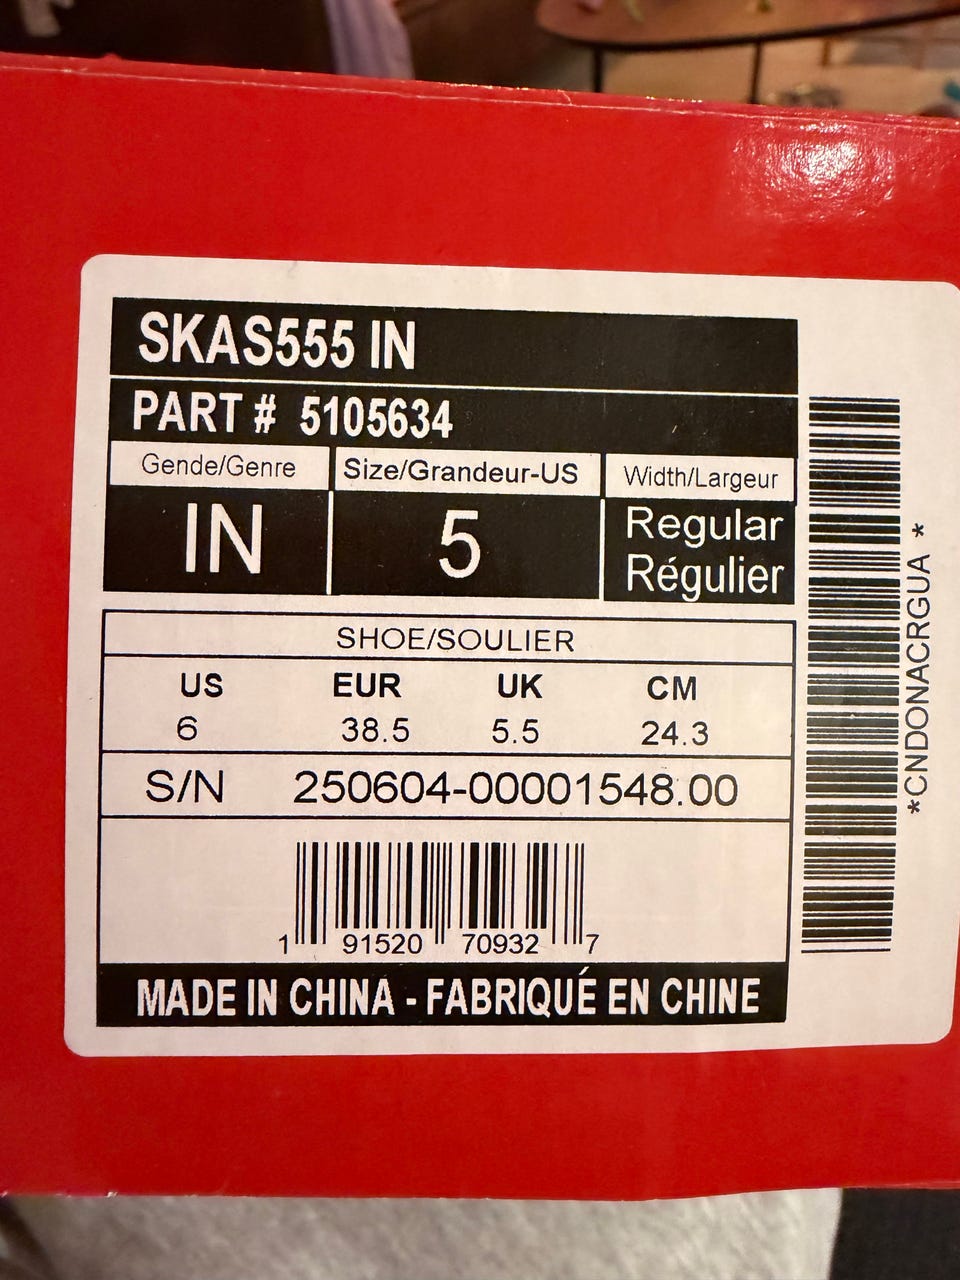 SKAS555 IN
PART # 5105634
Gende/Genre Size/Grandeur-US Width/Largeur
IN 5 Regular
Régulier
SHOE/SOULIER
US EUR UK CM
6 38.5 5.5 24.3
S/N 250604-00001548.00
1 91520 70932 7
MADE IN CHINA - FABRIQUÉ EN CHINE
*CNDONACRGUA *